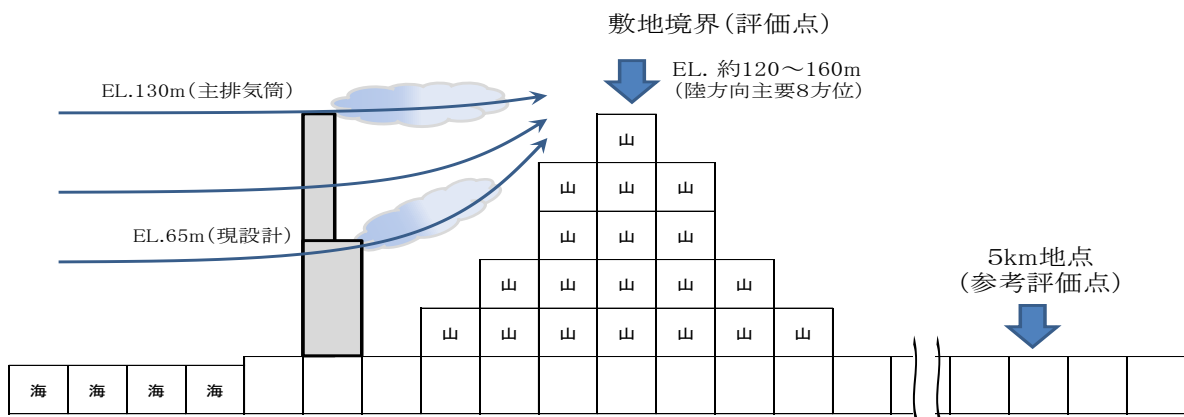 敷地境界(評価点)
EL. 約120～160m
(陸方向主要8方位)
EL.130m(主排気筒)
山
山 山 山
EL.65m(現設計)
山 山 山
5km地点
(参考評価点)
山 山 山 山 山
山 山 山 山 山 山 山
海 海 海 海